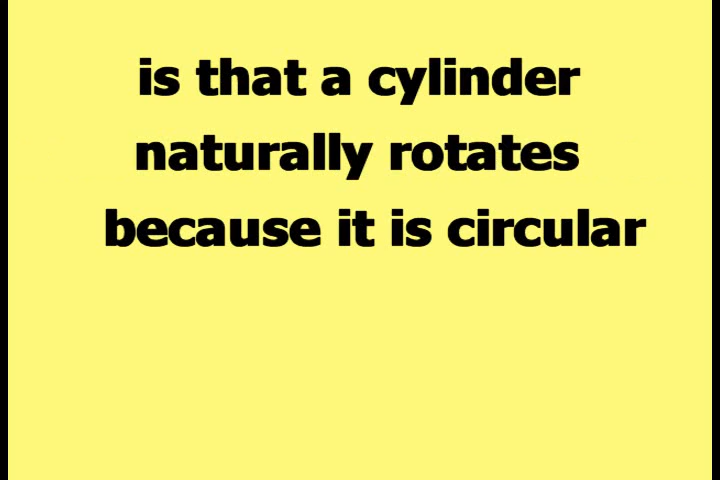 is that a cylinder
naturally rotates
because it is circular